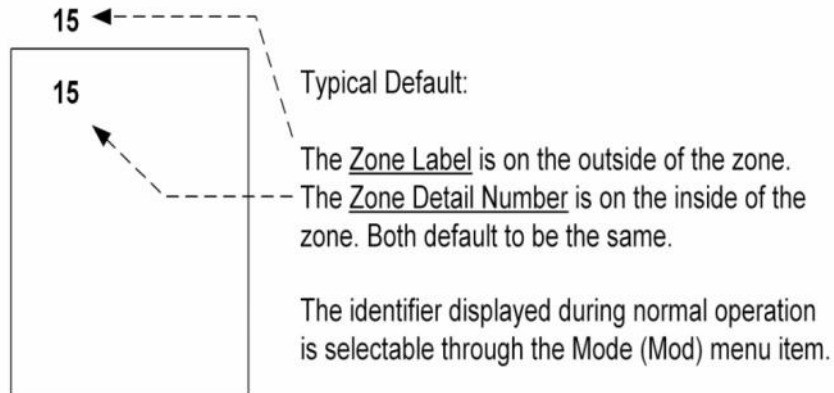 15
15
Typical Default:
The Zone Label is on the outside of the zone.
The Zone Detail Number is on the inside of the
zone. Both default to be the same.
The identifier displayed during normal operation
is selectable through the Mode (Mod) menu item.